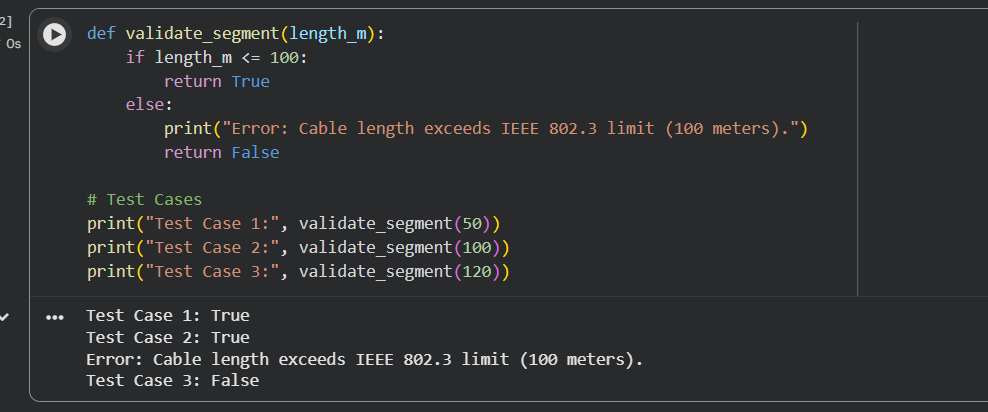 2]
0s
def validate_segment(length_m):
    if length_m <= 100:
        return True
    else:
        print("Error: Cable length exceeds IEEE 802.3 limit (100 meters).")
        return False

# Test Cases
print("Test Case 1:", validate_segment(50))
print("Test Case 2:", validate_segment(100))
print("Test Case 3:", validate_segment(120))
Test Case 1: True
Test Case 2: True
Error: Cable length exceeds IEEE 802.3 limit (100 meters).
Test Case 3: False